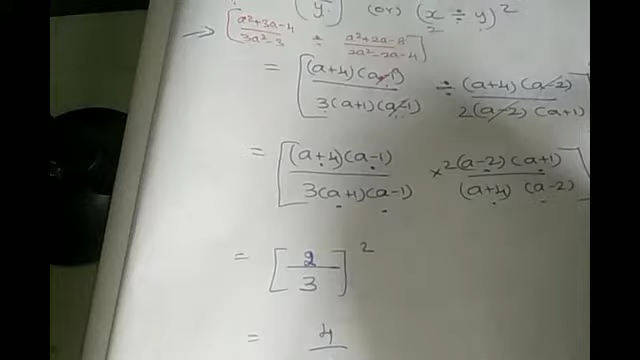 (x/y)² (or) (x ÷ y)²
→ [(a²+3a-4)/(3a²-3) ÷ (a²+2a-8)/(2a²-2a-4)]
= [(a+4)(a-1)/3(a+1)(a-1) ÷ (a+4)(a-2)/2(a-2)(a+1)]
= [(a+4)(a-1)/3(a+1)(a-1) × 2(a-2)(a+1)/(a+4)(a-2)]
= [2/3]²
= 4